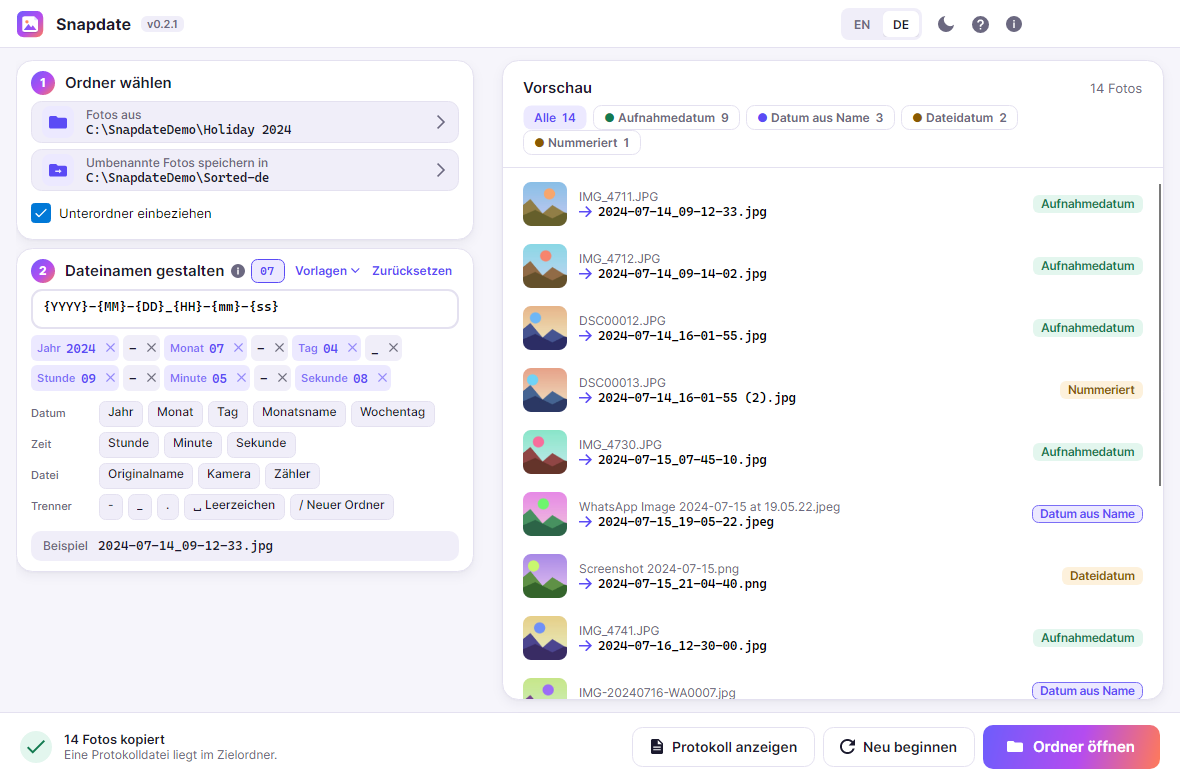 Snapdate v0.2.1
EN DE
1 Ordner wählen
Fotos aus
C:\SnapdateDemo\Holiday 2024
Umbenannte Fotos speichern in
C:\SnapdateDemo\Sorted-de
Unterordner einbeziehen
2 Dateinamen gestalten 07 Vorlagen Zurücksetzen
{YYYY}-{MM}-{DD}_{HH}-{mm}-{ss}
Jahr 2024 × - × Monat 07 × - × Tag 04 × _ ×
Stunde 09 × - × Minute 05 × - × Sekunde 08 ×
Datum Jahr Monat Tag Monatsname Wochentag
Zeit Stunde Minute Sekunde
Datei Originalname Kamera Zähler
Trenner - _ . ␣ Leerzeichen / Neuer Ordner
Beispiel 2024-07-14_09-12-33.jpg
Vorschau 14 Fotos
Alle 14 Aufnahmedatum 9 Datum aus Name 3 Dateidatum 2
Nummeriert 1
IMG_4711.JPG
→ 2024-07-14_09-12-33.jpg Aufnahmedatum
IMG_4712.JPG
→ 2024-07-14_09-14-02.jpg Aufnahmedatum
DSC00012.JPG
→ 2024-07-14_16-01-55.jpg Aufnahmedatum
DSC00013.JPG
→ 2024-07-14_16-01-55 (2).jpg Nummeriert
IMG_4730.JPG
→ 2024-07-15_07-45-10.jpg Aufnahmedatum
WhatsApp Image 2024-07-15 at 19.05.22.jpeg
→ 2024-07-15_19-05-22.jpeg Datum aus Name
Screenshot 2024-07-15.png
→ 2024-07-15_21-04-40.png Dateidatum
IMG_4741.JPG
→ 2024-07-16_12-30-00.jpg Aufnahmedatum
IMG-20240716-WA0007.jpg Datum aus Name
14 Fotos kopiert
Eine Protokolldatei liegt im Zielordner.
Protokoll anzeigen Neu beginnen Ordner öffnen